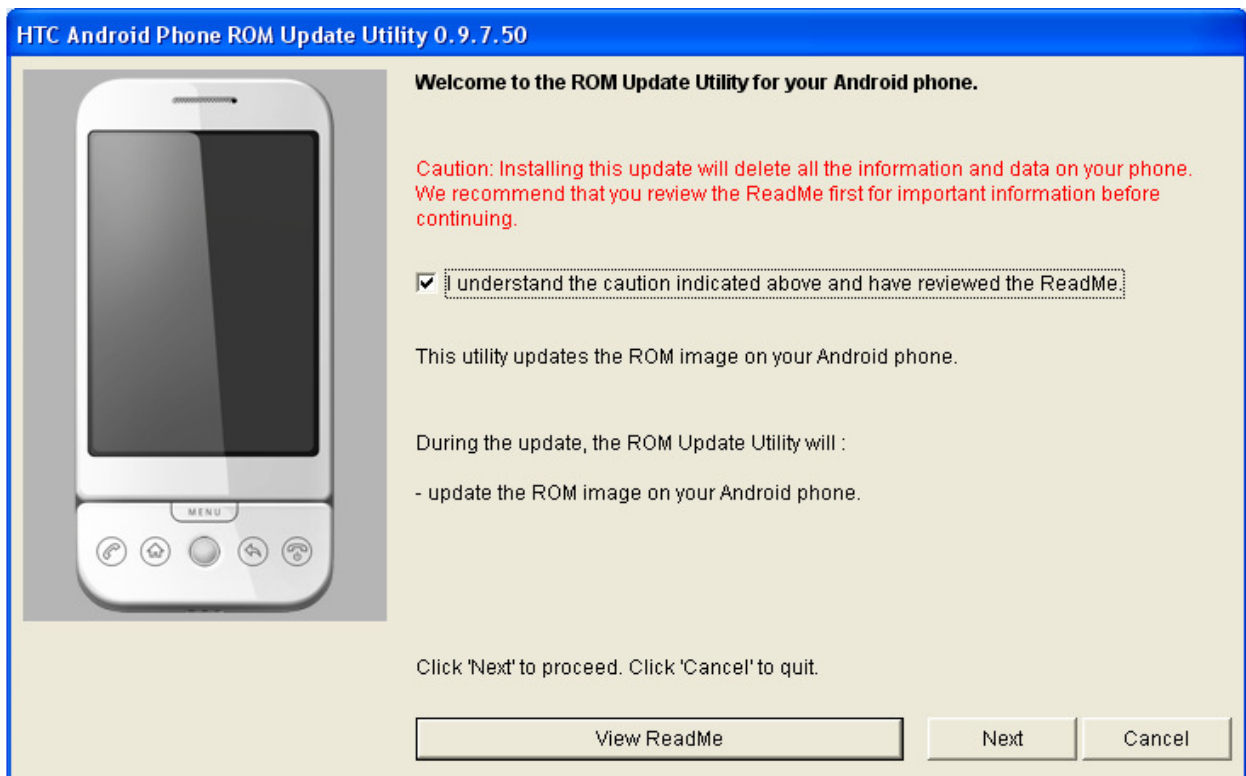 HTC Android Phone ROM Update Utility 0.9.7.50
Welcome to the ROM Update Utility for your Android phone.
Caution: Installing this update will delete all the information and data on your phone.
We recommend that you review the ReadMe first for important information before
continuing.
I understand the caution indicated above and have reviewed the ReadMe.
This utility updates the ROM image on your Android phone.
During the update, the ROM Update Utility will :
- update the ROM image on your Android phone.
MENU
Click 'Next' to proceed. Click 'Cancel' to quit.
View ReadMe
Next
Cancel